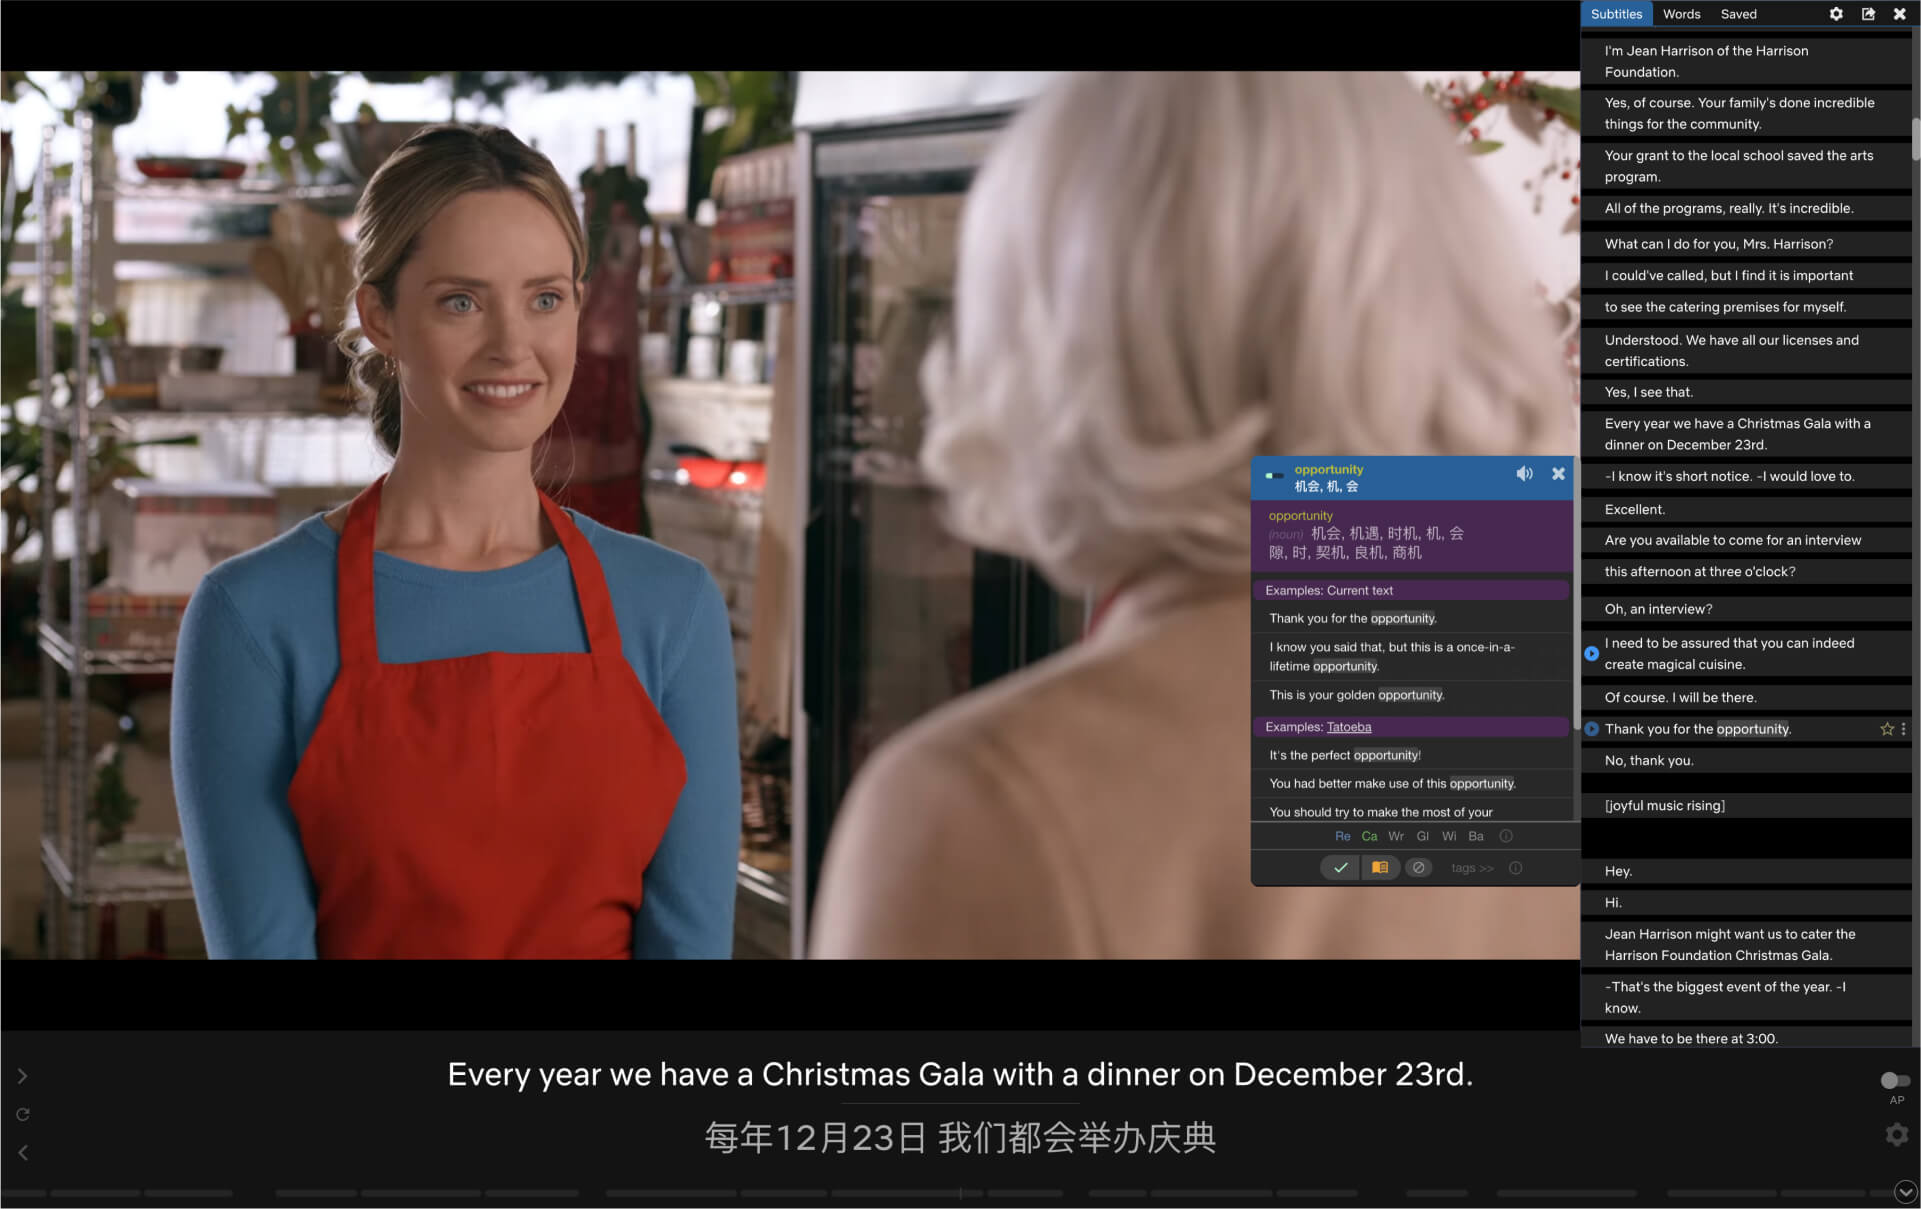 Subtitles Words Saved
I'm Jean Harrison of the Harrison
Foundation.
Yes, of course. Your family's done incredible
things for the community.
Your grant to the local school saved the arts
program.
All of the programs, really. It's incredible.
What can I do for you, Mrs. Harrison?
I could've called, but I find it is important
to see the catering premises for myself.
Understood. We have all our licenses and
certifications.
Yes, I see that.
Every year we have a Christmas Gala with a
dinner on December 23rd.
-I know it's short notice. -I would love to.
Excellent.
Are you available to come for an interview
this afternoon at three o'clock?
Oh, an interview?
I need to be assured that you can indeed
create magical cuisine.
Of course. I will be there.
Thank you for the opportunity.
No, thank you.
[joyful music rising]
Hey.
Hi.
Jean Harrison might want us to cater the
Harrison Foundation Christmas Gala.
-That's the biggest event of the year. -I
know.
We have to be there at 3:00.
opportunity
机会, 机, 会
opportunity
(noun) 机会, 机遇, 时机, 机, 会
隙, 时, 契机, 良机, 商机
Examples: Current text
Thank you for the opportunity.
I know you said that, but this is a once-in-a-
lifetime opportunity.
This is your golden opportunity.
Examples: Tatoeba
It's the perfect opportunity!
You had better make use of this opportunity.
You should try to make the most of your
Re Ca Wr Gl Wi Ba
tags >>
Every year we have a Christmas Gala with a dinner on December 23rd.
每年12月23日 我们都会举办庆典
AP